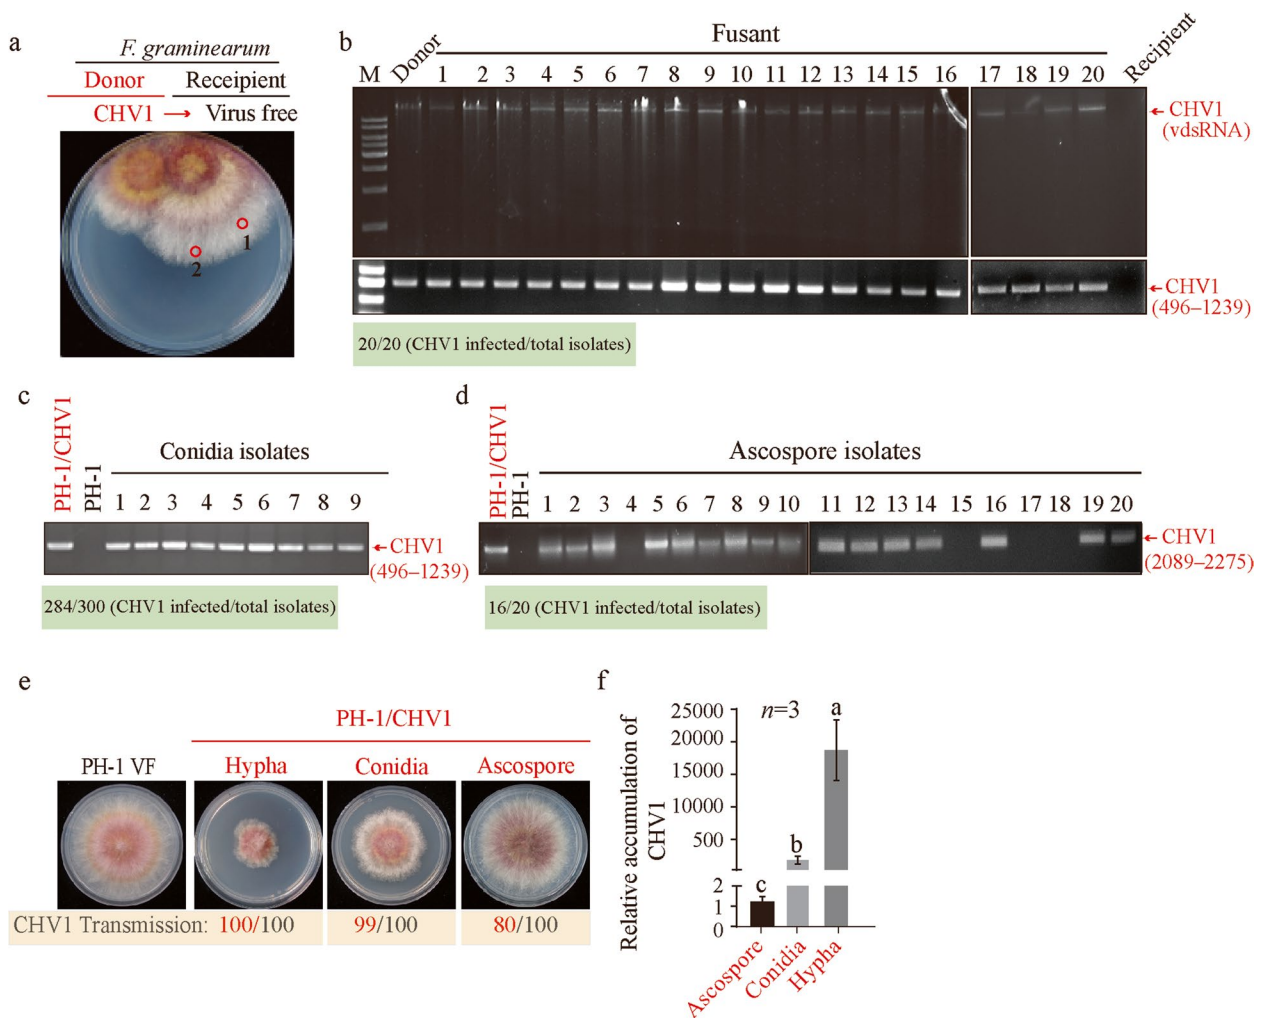 a
F. graminearum
Donor Receipient
CHV1 → Virus free
1
2
b
Fusant
M Donor 1 2 3 4 5 6 7 8 9 10 11 12 13 14 15 16 17 18 19 20 Recipient
CHV1
(vdsRNA)
CHV1
(496–1239)
20/20 (CHV1 infected/total isolates)
c
PH-1/CHV1 PH-1
Conidia isolates
1 2 3 4 5 6 7 8 9
CHV1
(496–1239)
284/300 (CHV1 infected/total isolates)
d
PH-1/CHV1 PH-1
Ascospore isolates
1 2 3 4 5 6 7 8 9 10 11 12 13 14 15 16 17 18 19 20
CHV1
(2089–2275)
16/20 (CHV1 infected/total isolates)
e
PH-1/CHV1
PH-1 VF Hypha Conidia Ascospore
CHV1 Transmission: 100/100 99/100 80/100
f
Relative accumulation of
CHV1
n=3
25000
20000
15000
10000
500
2
1
0
c
b
a
Ascospore
Conidia
Hypha